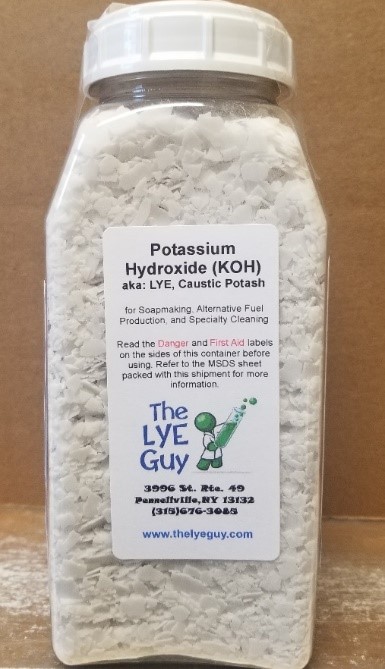 Potassium
Hydroxide (KOH)
aka: LYE, Caustic Potash
for Soapmaking, Alternative Fuel
Production, and Specialty Cleaning
Read the Danger and First Aid labels
on the sides of this container before
using. Refer to the MSDS sheet
packed with this shipment for more
information.
The
LYE
Guy
3996 St. Rte. 49
Pennellville, NY 13132
(315)676-3085
www.thelyeguy.com